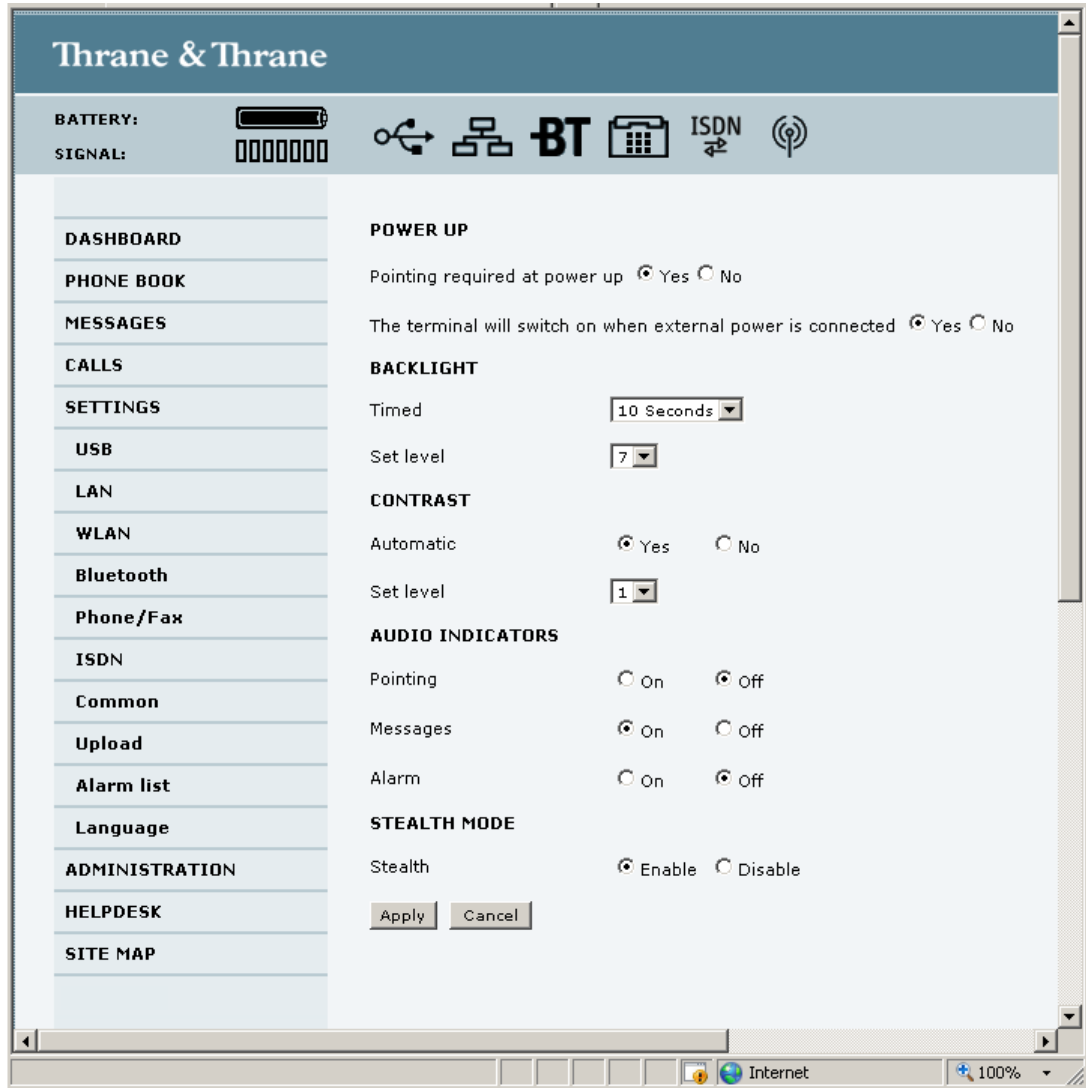 Thrane & Thrane
BATTERY:
SIGNAL:
BT
ISDN
DASHBOARD
PHONE BOOK
MESSAGES
CALLS
SETTINGS
USB
LAN
WLAN
Bluetooth
Phone/Fax
ISDN
Common
Upload
Alarm list
Language
ADMINISTRATION
HELPDESK
SITE MAP
POWER UP
Pointing required at power up Yes No
The terminal will switch on when external power is connected Yes No
BACKLIGHT
Timed 10 Seconds
Set level 7
CONTRAST
Automatic Yes No
Set level 1
AUDIO INDICATORS
Pointing On Off
Messages On Off
Alarm On Off
STEALTH MODE
Stealth Enable Disable
Apply Cancel
Internet 100%